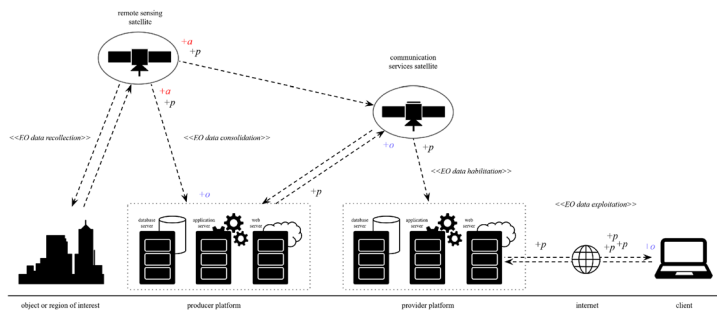 remote sensing
satellite
+a
+p
communication
services satellite
+a
+p
<<EO data recollection>>
<<EO data consolidation>>
+o
+p
<<EO data habilitation>>
+o
+p
<<EO data exploitation>>
database
server
application
server
web
server
database
server
application
server
web
server
+p
+p
+p
+p
+o
object or region of interest
producer platform
provider platform
internet
client